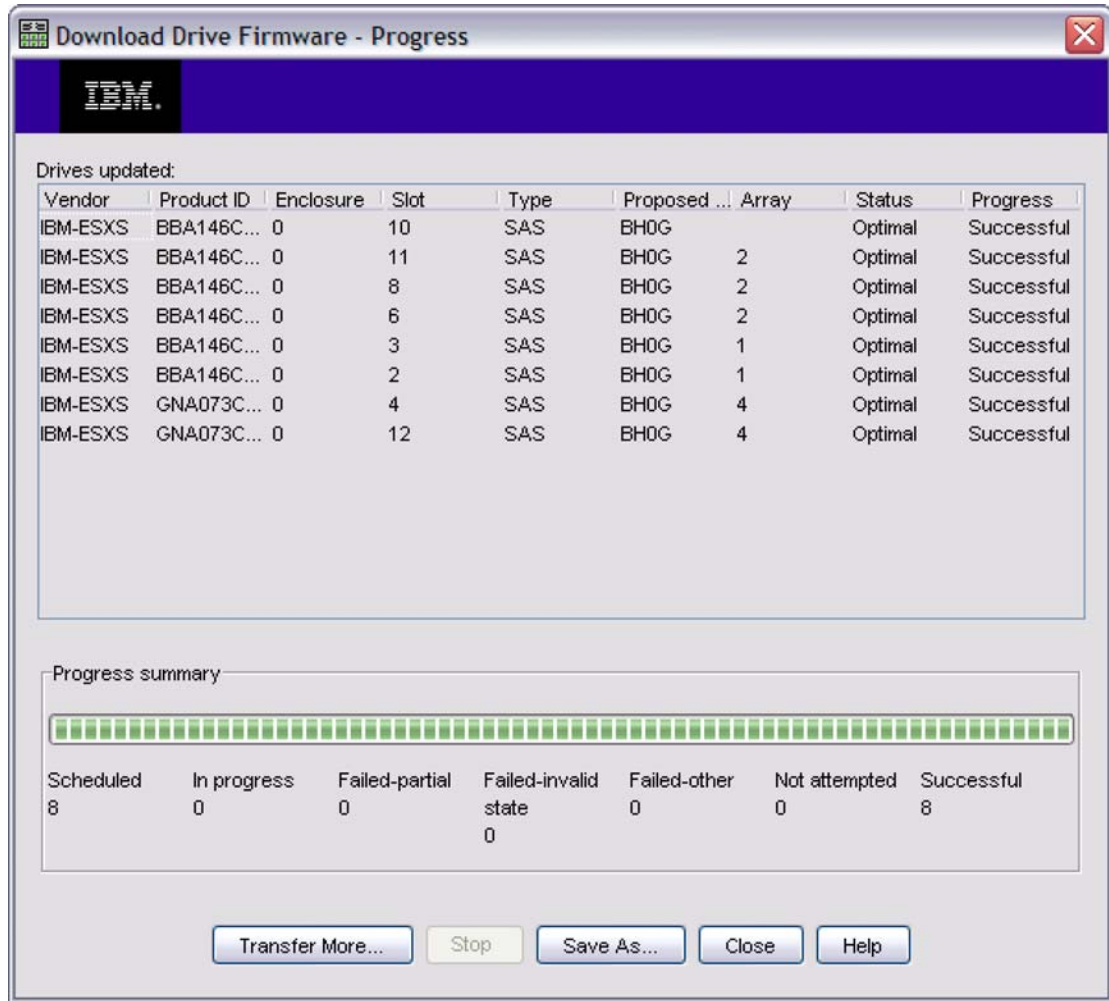 Download Drive Firmware - Progress
IBM.
Drives updated:
Vendor Product ID Enclosure Slot Type Proposed ... Array Status Progress
IBM-ESXS BBA146C... 0 10 SAS BH0G Optimal Successful
IBM-ESXS BBA146C... 0 11 SAS BH0G 2 Optimal Successful
IBM-ESXS BBA146C... 0 8 SAS BH0G 2 Optimal Successful
IBM-ESXS BBA146C... 0 6 SAS BH0G 2 Optimal Successful
IBM-ESXS BBA146C... 0 3 SAS BH0G 1 Optimal Successful
IBM-ESXS BBA146C... 0 2 SAS BH0G 1 Optimal Successful
IBM-ESXS GNA073C... 0 4 SAS BH0G 4 Optimal Successful
IBM-ESXS GNA073C... 0 12 SAS BH0G 4 Optimal Successful
Progress summary
Scheduled In progress Failed-partial Failed-invalid Failed-other Not attempted Successful
8 0 0 state 0 0 8
0
Transfer More... Stop Save As... Close Help